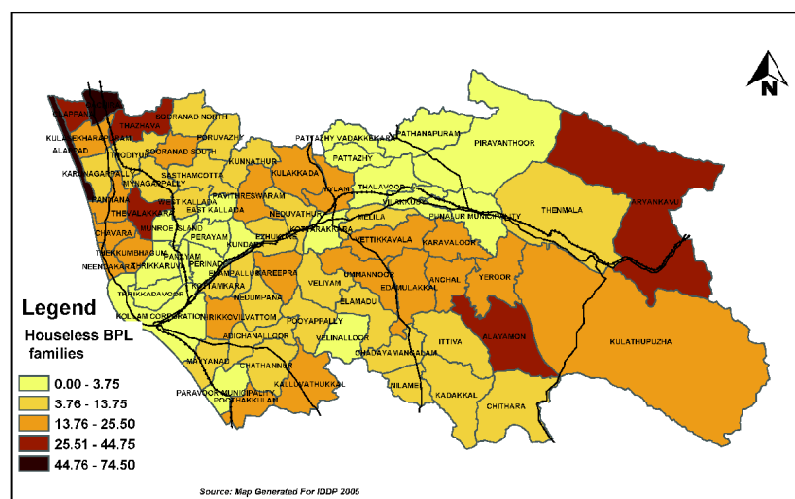 N
SOORANAD NORTH
CLAPPANA
THAZHAVA
KULASEKHARAPURAM
PORUVAZHY
ALAPPAD
THODIYUR
SOORANAD SOUTH
KUNNATHUR
PATTAZHY VADAKKEKARA
PATHANAPURAM
PIRAVANTHOOR
PATTAZHY
KARUNAGAPPALLY
SASTHAMCOTTA
MYNAGAPPALLY
KULAKKADA
THALAVOOR
ARYANKAVU
PANMANA
WEST KALLADA
PAVITHRESWARAM
VILAKKUDY
THEVALAKKARA
EAST KALLADA
NEDUVATHUR
MELILA
PUNALUR MUNICIPALITY
THENMALA
CHAVARA
MUNROE ISLAND
KOTTARAKKARA
PERAYAM
EZHUKONE
VETTIKKAVALA
KARAVALOOR
THEKKUMBHAGUM
KUNDARA
NEENDAKARA
THRIKKARUVA
PANAYAM
PERINAD
ELAMPALLUR
KAREEPRA
UMMANNOOR
ANCHAL
YEROOR
KOTTAMKARA
VELIYAM
EDAMULAKKAL
THRIKKADAVOOR
NEDUMPANA
ELAMADU
KOLLAM CORPORATION
THRIKKOVILVATTOM
POOYAPPALLY
ADICHANALLOOR
VELINALLOOR
ITTIVA
ALAYAMON
KULATHUPUZHA
CHADAYAMANGALAM
MAYYANAD
CHATHANNUR
KALLUVATHUKKAL
NILAMEL
KADAKKAL
CHITHARA
PARAVOOR MUNICIPALITY
POOTHAKKULAM
Legend
Houseless BPL
families
0.00 - 3.75
3.76 - 13.75
13.76 - 25.50
25.51 - 44.75
44.76 - 74.50
Source: Map Generated For IDDP 2005